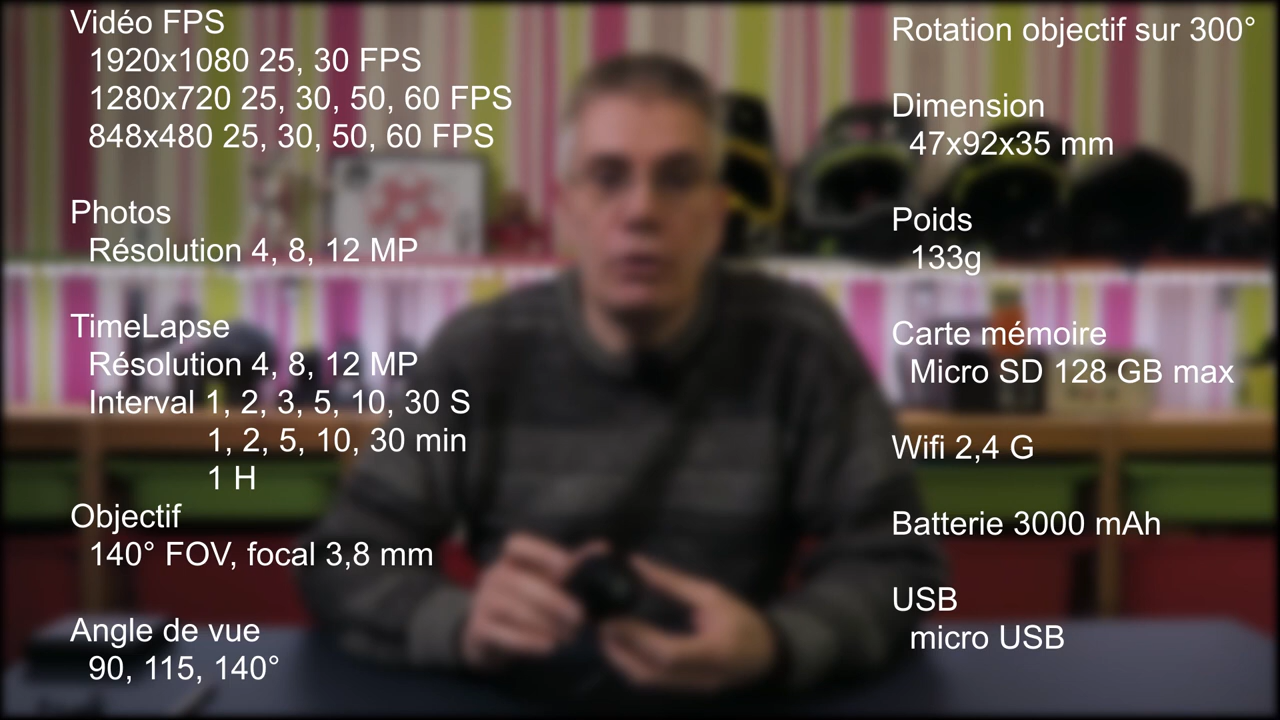 Vidéo FPS
1920x1080 25, 30 FPS
1280x720 25, 30, 50, 60 FPS
848x480 25, 30, 50, 60 FPS
Photos
Résolution 4, 8, 12 MP
TimeLapse
Résolution 4, 8, 12 MP
Interval 1, 2, 3, 5, 10, 30 S
1, 2, 5, 10, 30 min
1 H
Objectif
140° FOV, focal 3,8 mm
Angle de vue
90, 115, 140°
Rotation objectif sur 300°
Dimension
47x92x35 mm
Poids
133g
Carte mémoire
Micro SD 128 GB max
Wifi 2,4 G
Batterie 3000 mAh
USB
micro USB